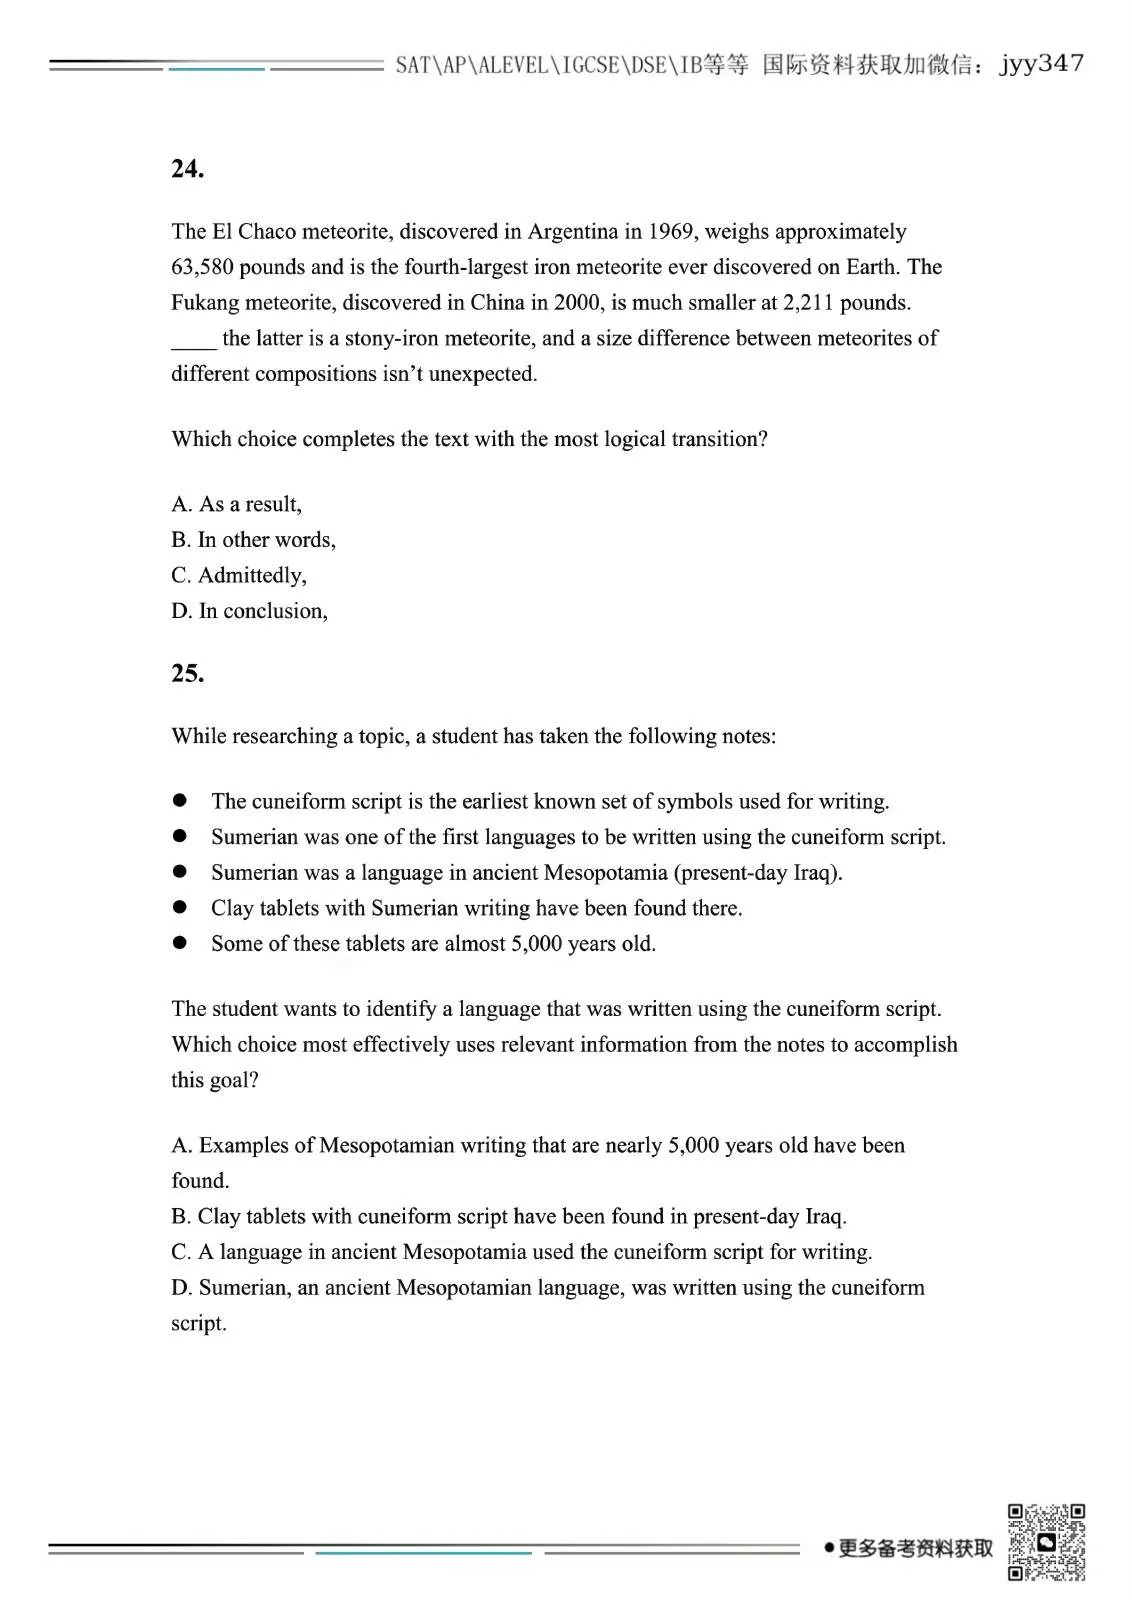 SAT\AP\ALEVEL\IGCSE\DSE\IB等等 国际资料获取加微信：jyy347
24.
The El Chaco meteorite, discovered in Argentina in 1969, weighs approximately
63,580 pounds and is the fourth-largest iron meteorite ever discovered on Earth. The
Fukang meteorite, discovered in China in 2000, is much smaller at 2,211 pounds.
____ the latter is a stony-iron meteorite, and a size difference between meteorites of
different compositions isn’t unexpected.
Which choice completes the text with the most logical transition?
A. As a result,
B. In other words,
C. Admittedly,
D. In conclusion,
25.
While researching a topic, a student has taken the following notes:
● The cuneiform script is the earliest known set of symbols used for writing.
● Sumerian was one of the first languages to be written using the cuneiform script.
● Sumerian was a language in ancient Mesopotamia (present-day Iraq).
● Clay tablets with Sumerian writing have been found there.
● Some of these tablets are almost 5,000 years old.
The student wants to identify a language that was written using the cuneiform script.
Which choice most effectively uses relevant information from the notes to accomplish
this goal?
A. Examples of Mesopotamian writing that are nearly 5,000 years old have been
found.
B. Clay tablets with cuneiform script have been found in present-day Iraq.
C. A language in ancient Mesopotamia used the cuneiform script for writing.
D. Sumerian, an ancient Mesopotamian language, was written using the cuneiform
script.
●更多备考资料获取